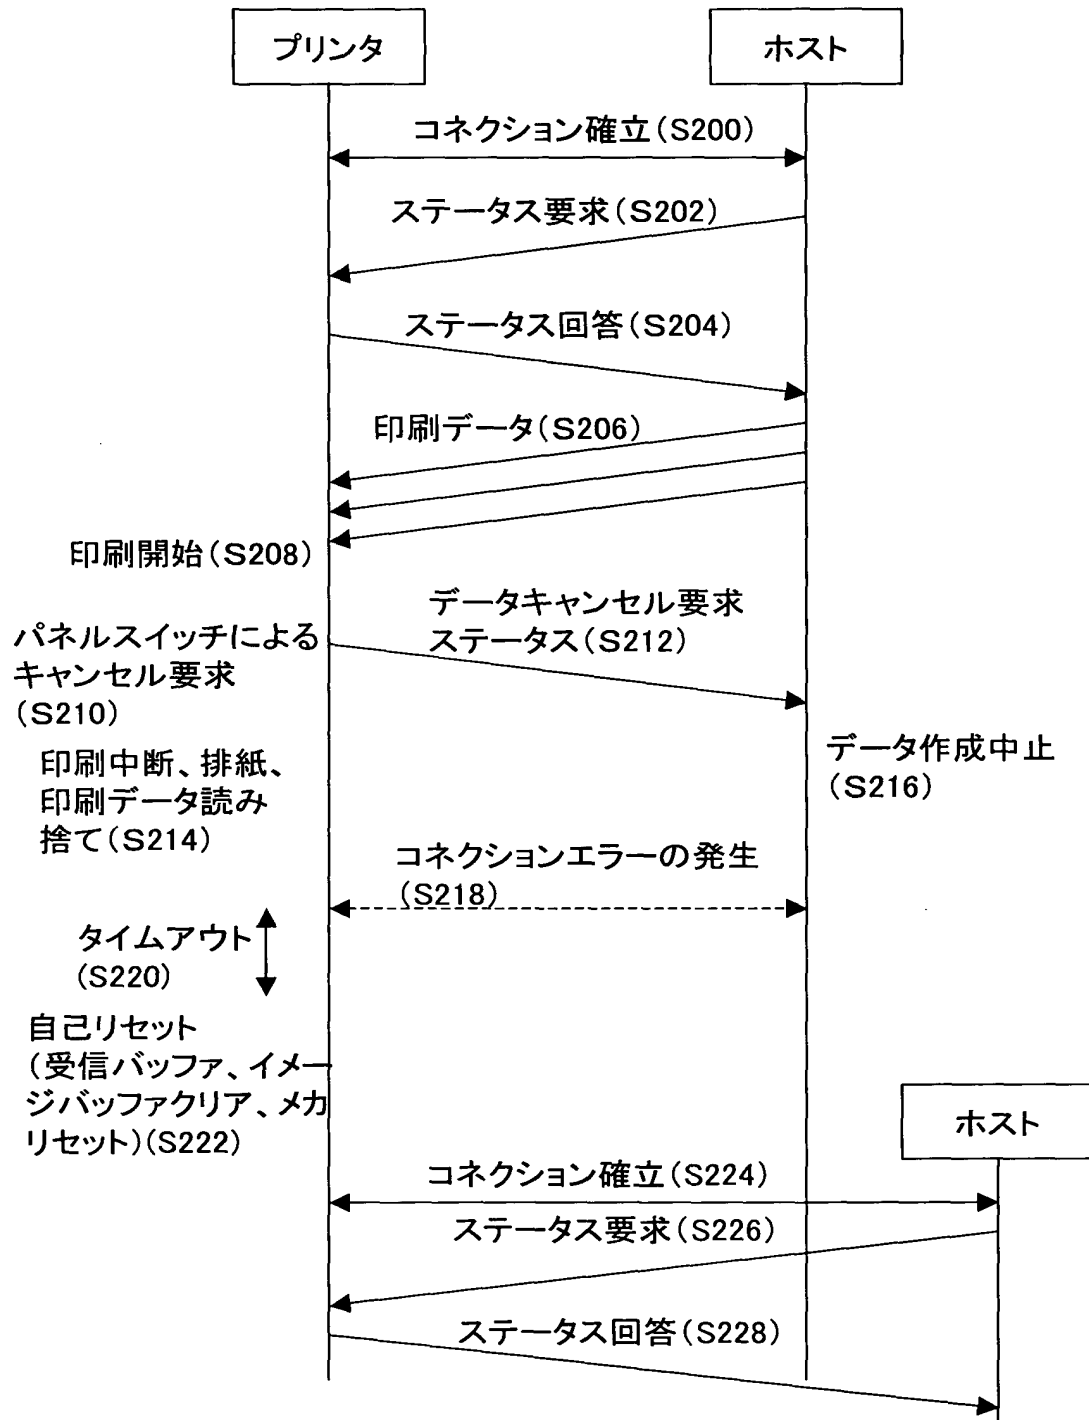 プリンタ
ホスト
コネクション確立(S200)
ステータス要求(S202)
ステータス回答(S204)
印刷データ(S206)
印刷開始(S208)
データキャンセル要求
ステータス(S212)
パネルスイッチによる
キャンセル要求
(S210)
データ作成中止
(S216)
印刷中断、排紙、
印刷データ読み
捨て(S214)
コネクションエラーの発生
(S218)
タイムアウト
(S220)
自己リセット
(受信バッファ、イメー
ジバッファクリア、メカ
リセット)(S222)
ホスト
コネクション確立(S224)
ステータス要求(S226)
ステータス回答(S228)